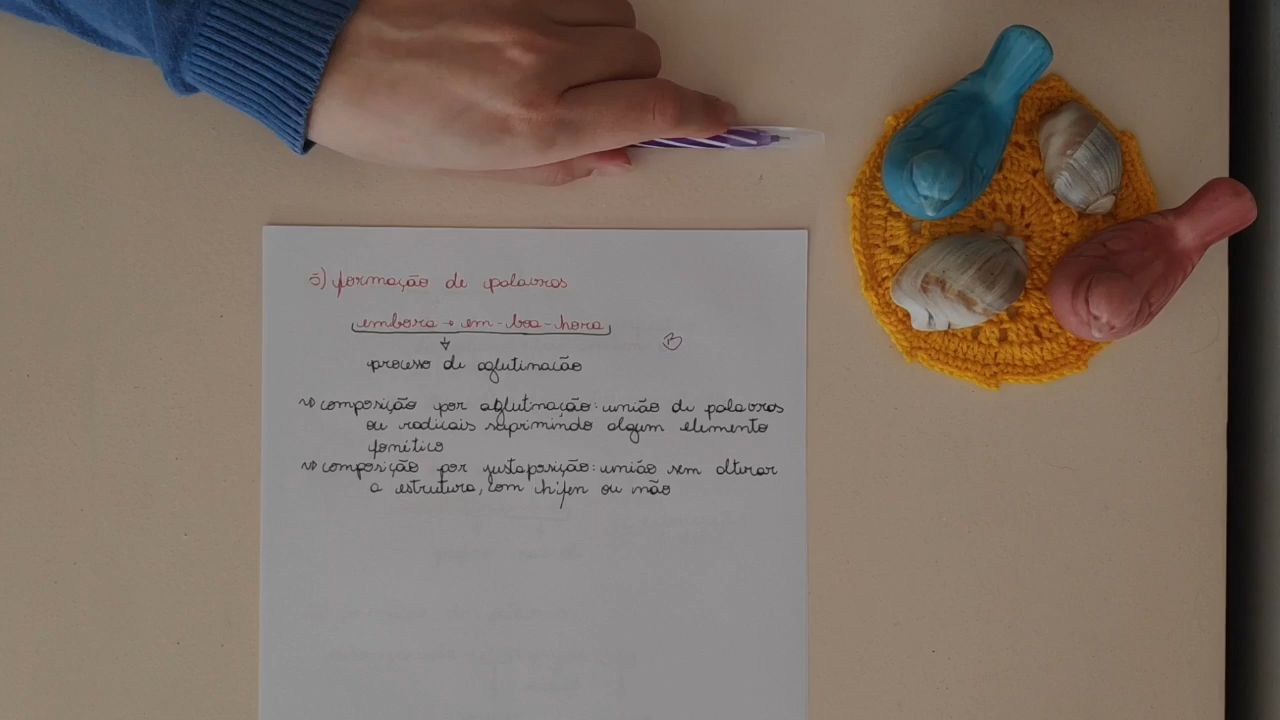 5) formação de palavras
embora → em-boa-hora
B
↓
processo de aglutinação
→ composição por aglutinação: união de palavras
ou radicais suprimindo algum elemento
fonético
→ composição por justaposição: união sem alterar
a estrutura, com hífen ou não